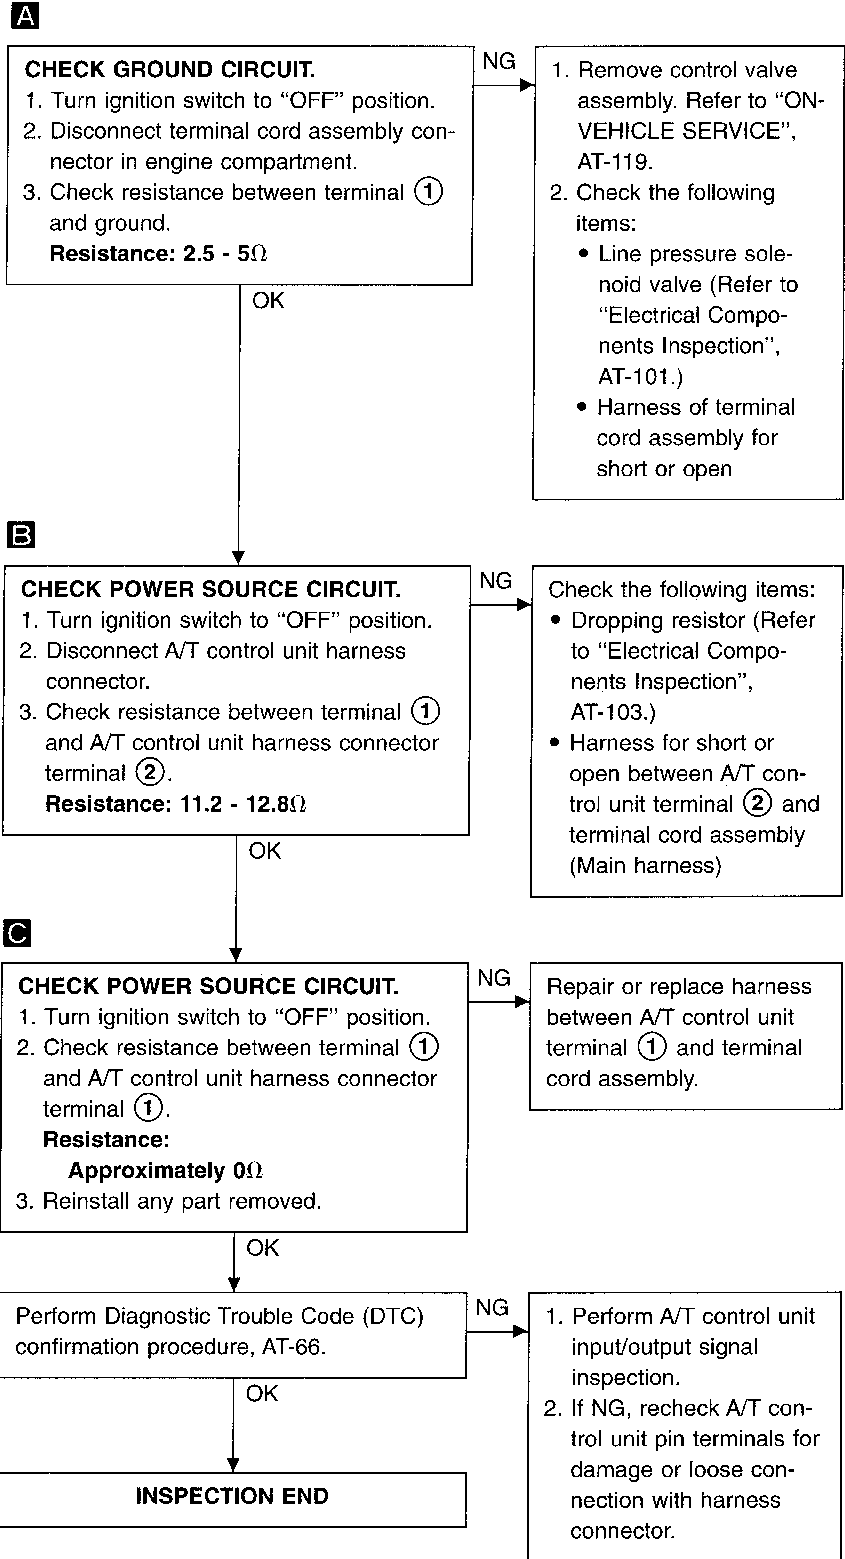 A
CHECK GROUND CIRCUIT.
1. Turn ignition switch to “OFF” position.
2. Disconnect terminal cord assembly con-
nector in engine compartment.
3. Check resistance between terminal ①
and ground.
Resistance: 2.5 - 5Ω
NG
1. Remove control valve
assembly. Refer to “ON-
VEHICLE SERVICE”,
AT-119.
2. Check the following
items:
• Line pressure sole-
noid valve (Refer to
“Electrical Compo-
nents Inspection”,
AT-101.)
• Harness of terminal
cord assembly for
short or open
OK
B
CHECK POWER SOURCE CIRCUIT.
1. Turn ignition switch to “OFF” position.
2. Disconnect A/T control unit harness
connector.
3. Check resistance between terminal ①
and A/T control unit harness connector
terminal ②.
Resistance: 11.2 - 12.8Ω
NG
Check the following items:
• Dropping resistor (Refer
to “Electrical Compo-
nents Inspection”,
AT-103.)
• Harness for short or
open between A/T con-
trol unit terminal ② and
terminal cord assembly
(Main harness)
OK
C
CHECK POWER SOURCE CIRCUIT.
1. Turn ignition switch to “OFF” position.
2. Check resistance between terminal ①
and A/T control unit harness connector
terminal ①.
Resistance:
Approximately 0Ω
3. Reinstall any part removed.
NG
Repair or replace harness
between A/T control unit
terminal ① and terminal
cord assembly.
OK
Perform Diagnostic Trouble Code (DTC)
confirmation procedure, AT-66.
NG
1. Perform A/T control unit
input/output signal
inspection.
2. If NG, recheck A/T con-
trol unit pin terminals for
damage or loose con-
nection with harness
connector.
OK
INSPECTION END